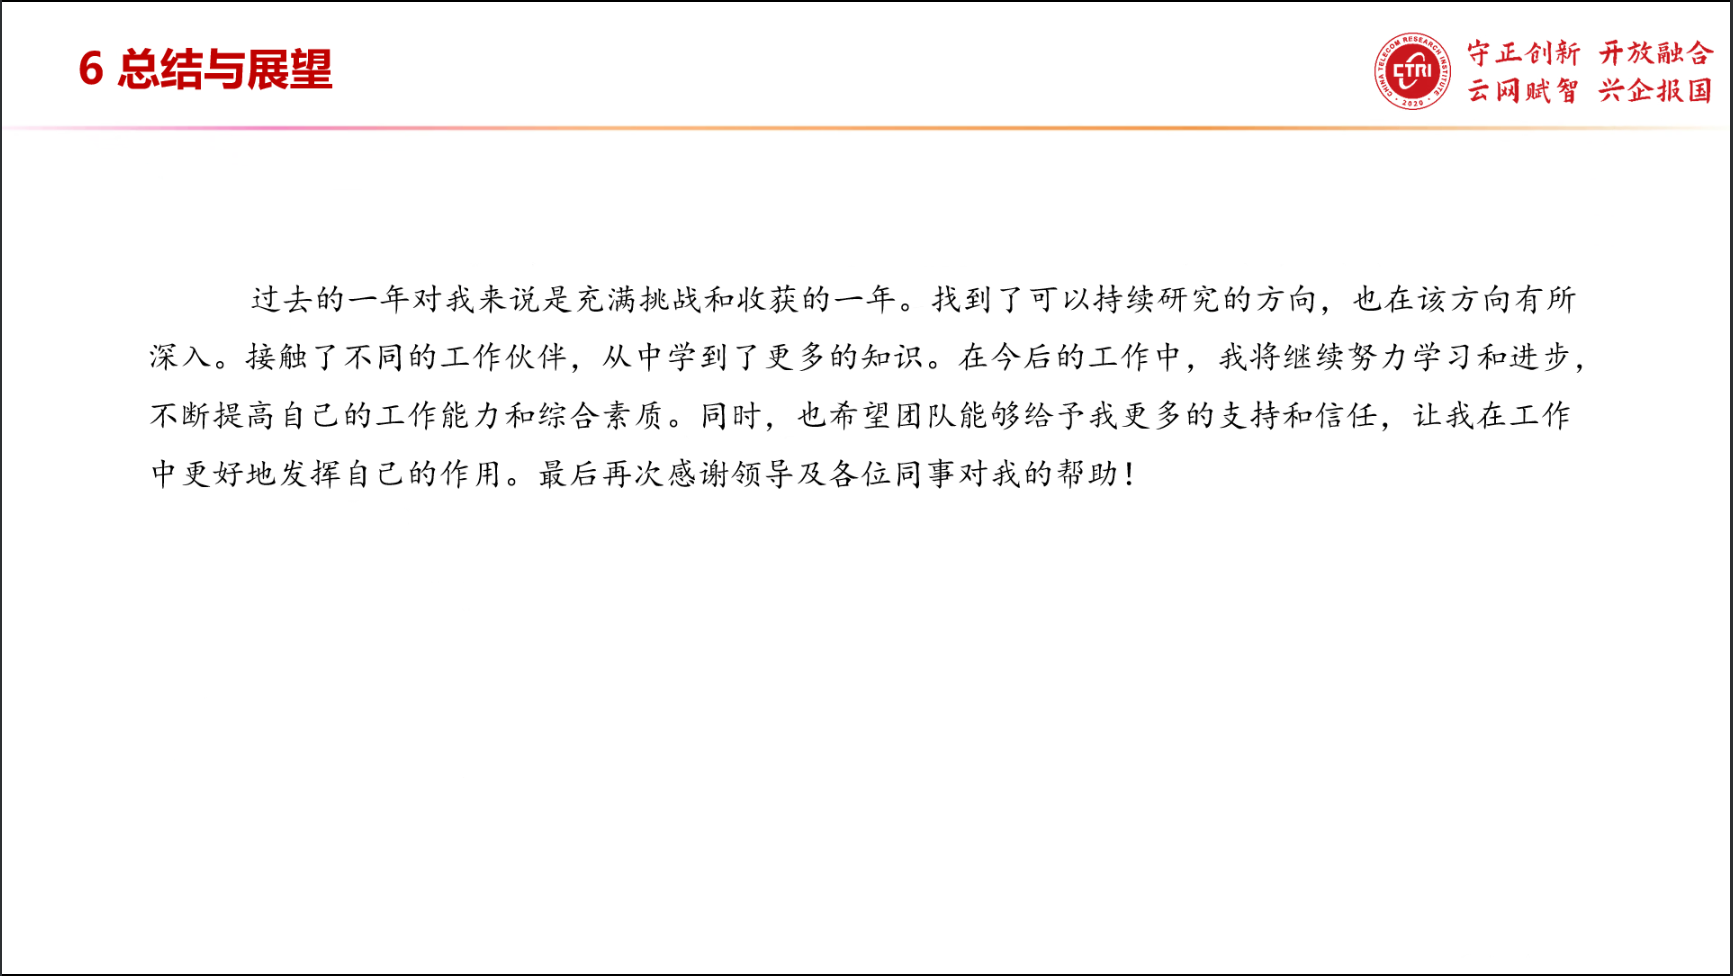 6 总结与展望
CHINA TELECOM RESEARCH INSTITUTE
CTRI
· 2020 ·
守正创新 开放融合
云网赋智 兴企报国
过去的一年对我来说是充满挑战和收获的一年。找到了可以持续研究的方向，也在该方向有所
深入。接触了不同的工作伙伴，从中学到了更多的知识。在今后的工作中，我将继续努力学习和进步，
不断提高自己的工作能力和综合素质。同时，也希望团队能够给予我更多的支持和信任，让我在工作
中更好地发挥自己的作用。最后再次感谢领导及各位同事对我的帮助！